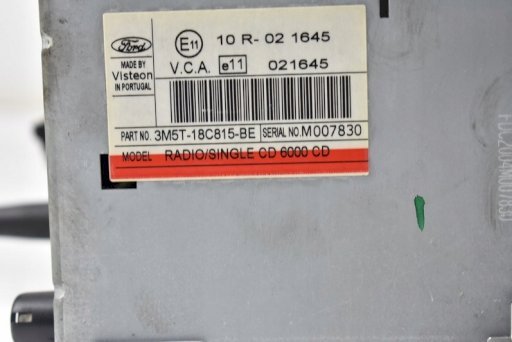 Ford
MADE BY
Visteon
IN PORTUGAL
E11 10 R- 02 1645
V.C.A. e11 021645
PART NO. 3M5T-18C815-BE SERIAL NO. M007830
MODEL RADIO/SINGLE CD 6000 CD